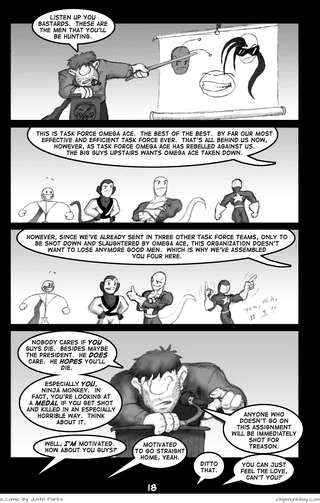 LISTEN UP YOU
BASTARDS. THESE
ARE THE MEN THAT YOU'LL
BE HUNTING.
THIS IS TASK FORCE OMEGA ACE. THE BEST OF THE BEST. BY FAR OUR MOST
EFFECTIVE AND EFFICIENT TASK FORCE EVER. THAT'S ALL BEHIND US NOW,
HOWEVER, AS TASK FORCE OMEGA ACE HAS REBELLED AGAINST US.
THE BIG GUYS UPSTAIRS WANTS OMEGA ACE TAKEN DOWN.
HOWEVER, SINCE WE'VE ALREADY SENT IN THREE OTHER TASK FORCE TEAMS, ONLY TO
BE SHOT DOWN AND SLAUGHTERED BY OMEGA ACE, THIS ORGANIZATION DOESN'T
WANT TO LOSE ANYMORE GOOD MEN. WHICH IS WHY WE'VE ASSEMBLED
YOU FOUR HERE.
NOBODY CARES IF YOU
GUYS DIE. BESIDES MAYBE
THE PRESIDENT. HE DOES
CARE. HE HOPES YOU'LL
DIE.
ESPECIALLY YOU,
NINJA MONKEY. IN
FACT, YOU'RE LOOKING
AT A MEDAL IF YOU GET SHOT
AND KILLED IN AN ESPECIALLY
HORRIBLE WAY. THINK
ABOUT IT.
ANYONE WHO
DOESN'T GO ON
THIS ASSIGNMENT
WILL BE IMMEDIATELY
SHOT FOR
TREASON.
WELL, I'M MOTIVATED.
HOW ABOUT YOU GUYS?
MOTIVATED
TO GO STRAIGHT
HOME, YEAH.
DITTO
THAT.
YOU CAN JUST
FEEL THE LOVE,
CAN'T YOU?
18
comic by Justin Parks
chipmunkboy.com